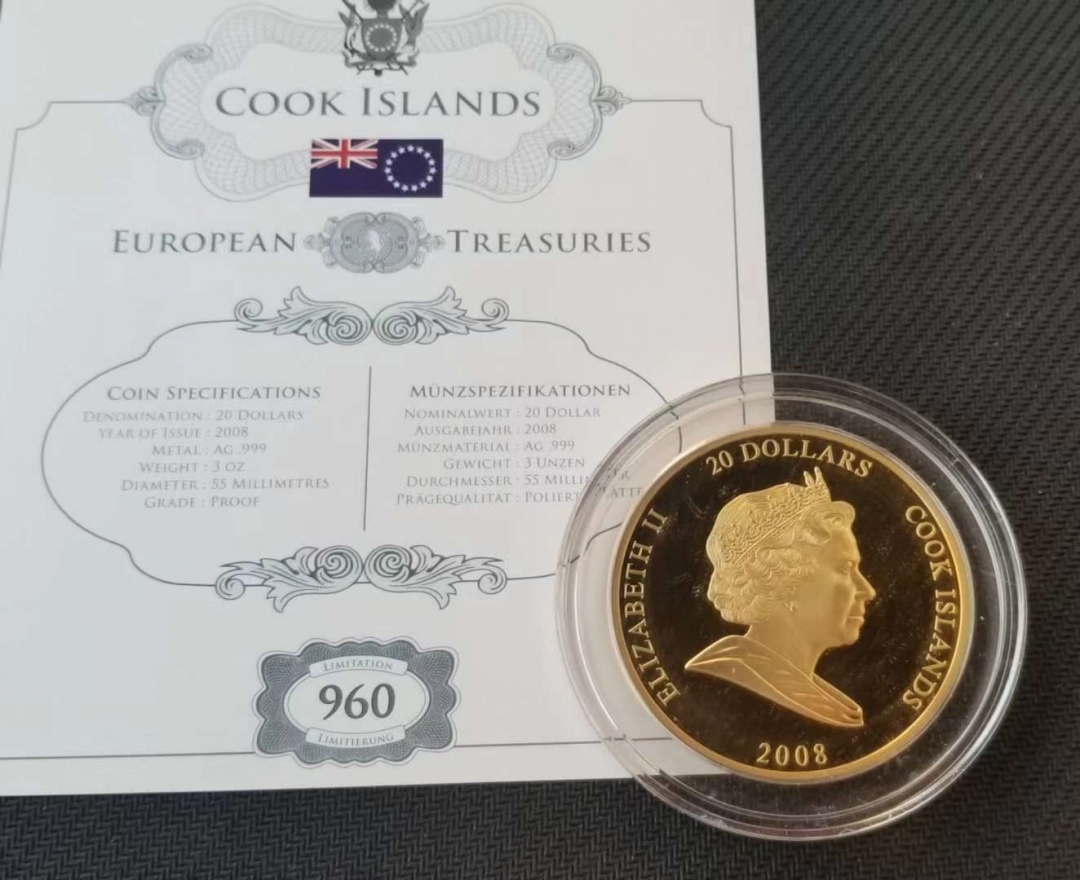 COOK ISLANDS
EUROPEAN TREASURIES
COIN SPECIFICATIONS
DENOMINATION : 20 DOLLARS
YEAR OF ISSUE : 2008
METAL : AG .999
WEIGHT : 3 OZ
DIAMETER : 55 MILLIMETRES
GRADE : PROOF
MÜNZSPEZIFIKATIONEN
NOMINALWERT : 20 DOLLAR
AUSGABEJAHR : 2008
MÜNZMATERIAL : AG .999
GEWICHT : 3 UNZEN
DURCHMESSER : 55
PRÄGEQUALITÄT :
LIMITATION
960
LIMITIERUNG
20 DOLLARS
ELIZABETH II
COOK ISLANDS
2008